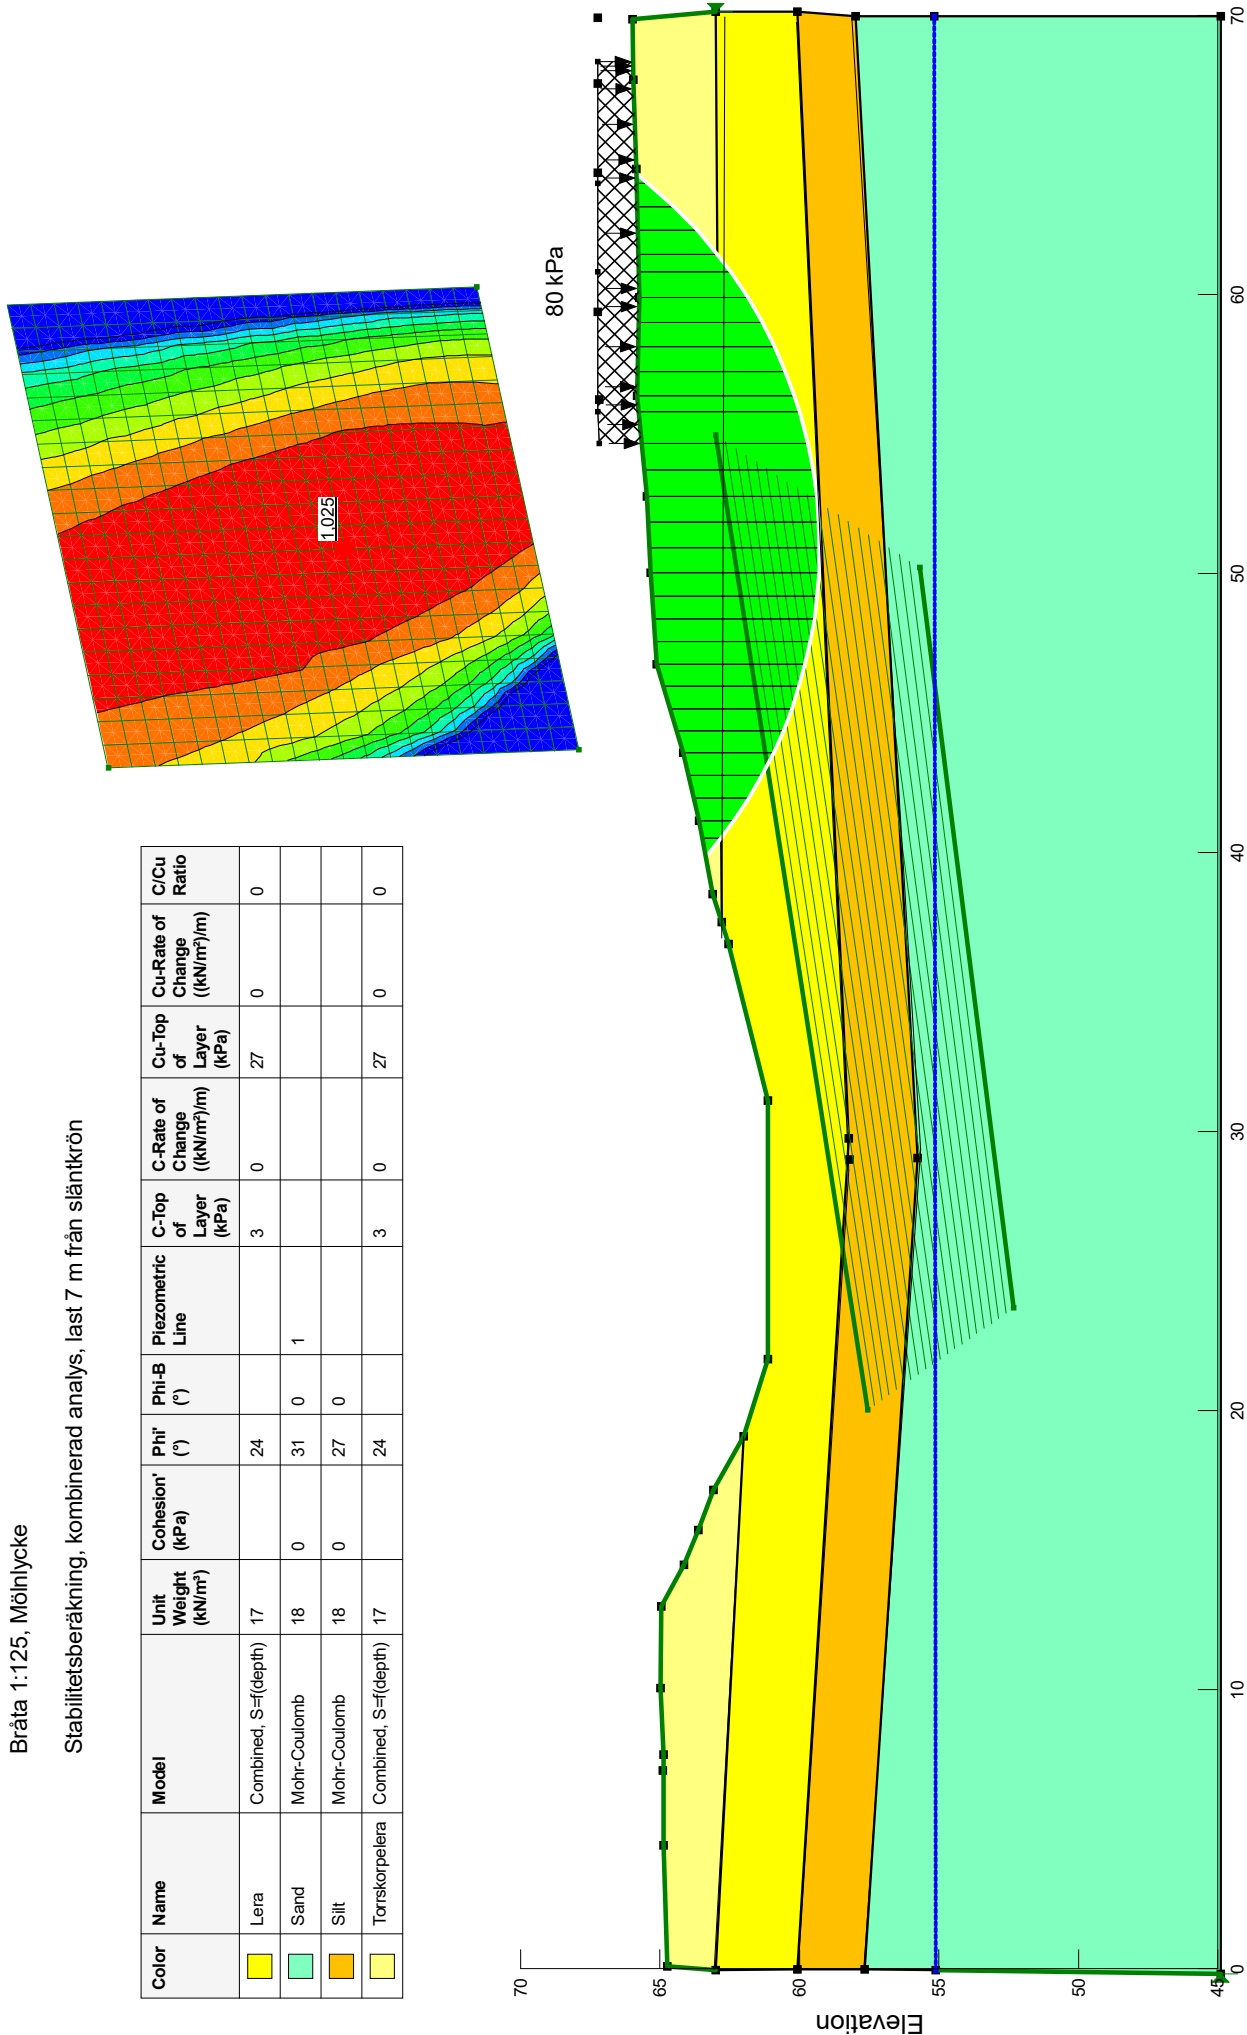 Bråta 1:125, Mölnlycke
Stabilitetsberäkning, kombinerad analys, last 7 m från släntkrön
Color Name Model Unit Weight (kN/m³) Cohesion' (kPa) Phi' (°) Phi-B (°) Piezometric Line C-Top of Layer (kPa) C-Rate of Change ((kN/m²)/m) Cu-Top of Layer (kPa) Cu-Rate of Change ((kN/m²)/m) C/Cu Ratio
Lera Combined, S=f(depth) 17 24 3 0 27 0 0
Sand Mohr-Coulomb 18 0 31 0 1
Silt Mohr-Coulomb 18 0 27 0
Torrskorpelera Combined, S=f(depth) 17 24 3 0 27 0 0
1,025
80 kPa
Elevation
70
65
60
55
50
45
0 10 20 30 40 50 60 70